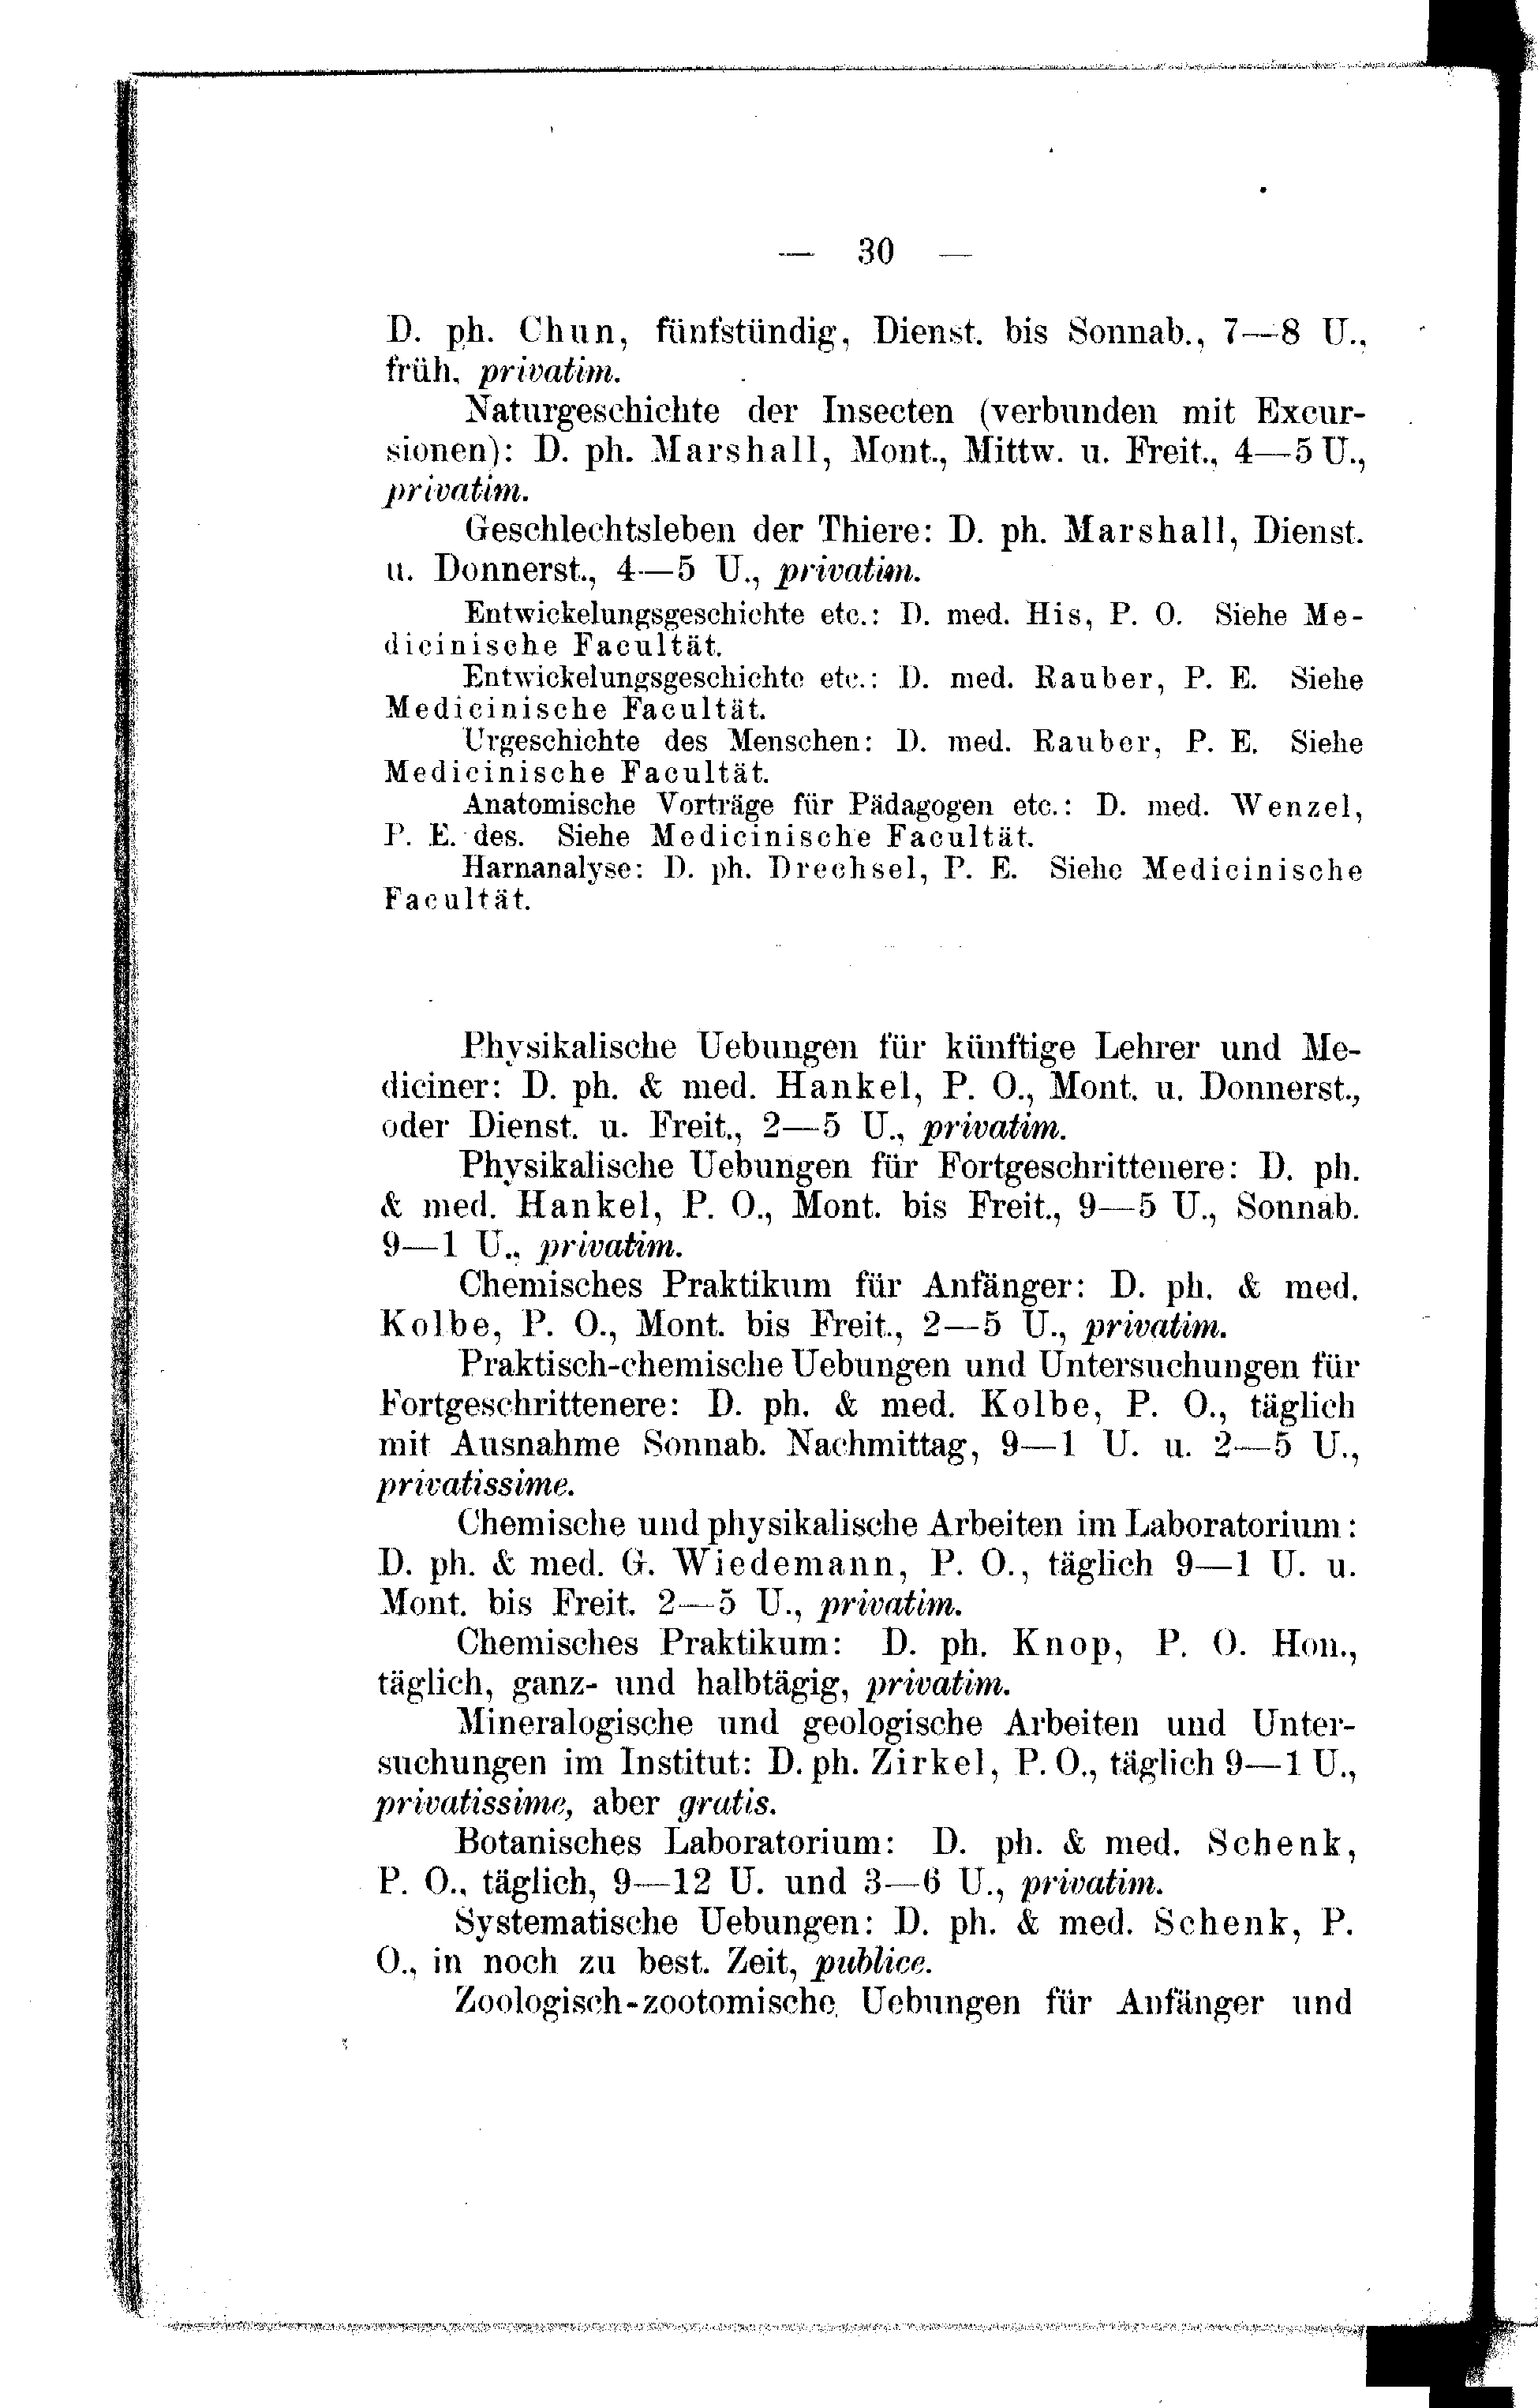 — 30 —
D. ph. Chun, fünfstündig, Dienst. bis Sonnab., 7—8 U.,
früh, privatim.
Naturgeschichte der Insecten (verbunden mit Excur-
sionen): D. ph. Marshall, Mont., Mittw. u. Freit., 4—5 U.,
privatim.
Geschlechtsleben der Thiere: D. ph. Marshall, Dienst.
u. Donnerst., 4—5 U., privatim.
Entwickelungsgeschichte etc.: D. med. His, P. O. Siehe Me-
dicinische Facultät.
Entwickelungsgeschichte etc.: D. med. Rauber, P. E. Siehe
Medicinische Facultät.
Urgeschichte des Menschen: D. med. Rauber, P. E. Siehe
Medicinische Facultät.
Anatomische Vorträge für Pädagogen etc.: D. med. Wenzel,
P. E. des. Siehe Medicinische Facultät.
Harnanalyse: D. ph. Drechsel, P. E. Siehe Medicinische
Facultät.
Physikalische Uebungen für künftige Lehrer und Me-
diciner: D. ph. & med. Hankel, P. O., Mont. u. Donnerst.,
oder Dienst. u. Freit., 2—5 U., privatim.
Physikalische Uebungen für Fortgeschrittenere: D. ph.
& med. Hankel, P. O., Mont. bis Freit., 9—5 U., Sonnab.
9—1 U., privatim.
Chemisches Praktikum für Anfänger: D. ph. & med.
Kolbe, P. O., Mont. bis Freit., 2—5 U., privatim.
Praktisch-chemische Uebungen und Untersuchungen für
Fortgeschrittenere: D. ph. & med. Kolbe, P. O., täglich
mit Ausnahme Sonnab. Nachmittag, 9—1 U. u. 2—5 U.,
privatissime.
Chemische und physikalische Arbeiten im Laboratorium:
D. ph. & med. G. Wiedemann, P. O., täglich 9—1 U. u.
Mont. bis Freit. 2—5 U., privatim.
Chemisches Praktikum: D. ph. Knop, P. O. Hon.,
täglich, ganz- und halbtägig, privatim.
Mineralogische und geologische Arbeiten und Unter-
suchungen im Institut: D. ph. Zirkel, P. O., täglich 9—1 U.,
privatissime, aber gratis.
Botanisches Laboratorium: D. ph. & med. Schenk,
P. O., täglich, 9—12 U. und 3—6 U., privatim.
Systematische Uebungen: D. ph. & med. Schenk, P.
O., in noch zu best. Zeit, publice.
Zoologisch-zootomische Uebungen für Anfänger und